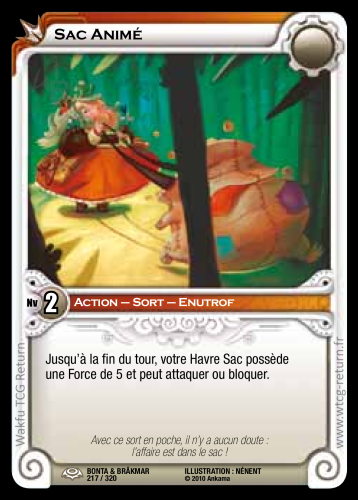 Sac Animé
Nv 2
Action – Sort – Enutrof
Jusqu'à la fin du tour, votre Havre Sac possède
une Force de 5 et peut attaquer ou bloquer.
Avec ce sort en poche, il n'y a aucun doute :
l'affaire est dans le sac !
Wakfu TCG Return
www.wtcg-return.fr
BONTA & BRÂKMAR
217 / 320
ILLUSTRATION : NÉNENT
© 2010 Ankama